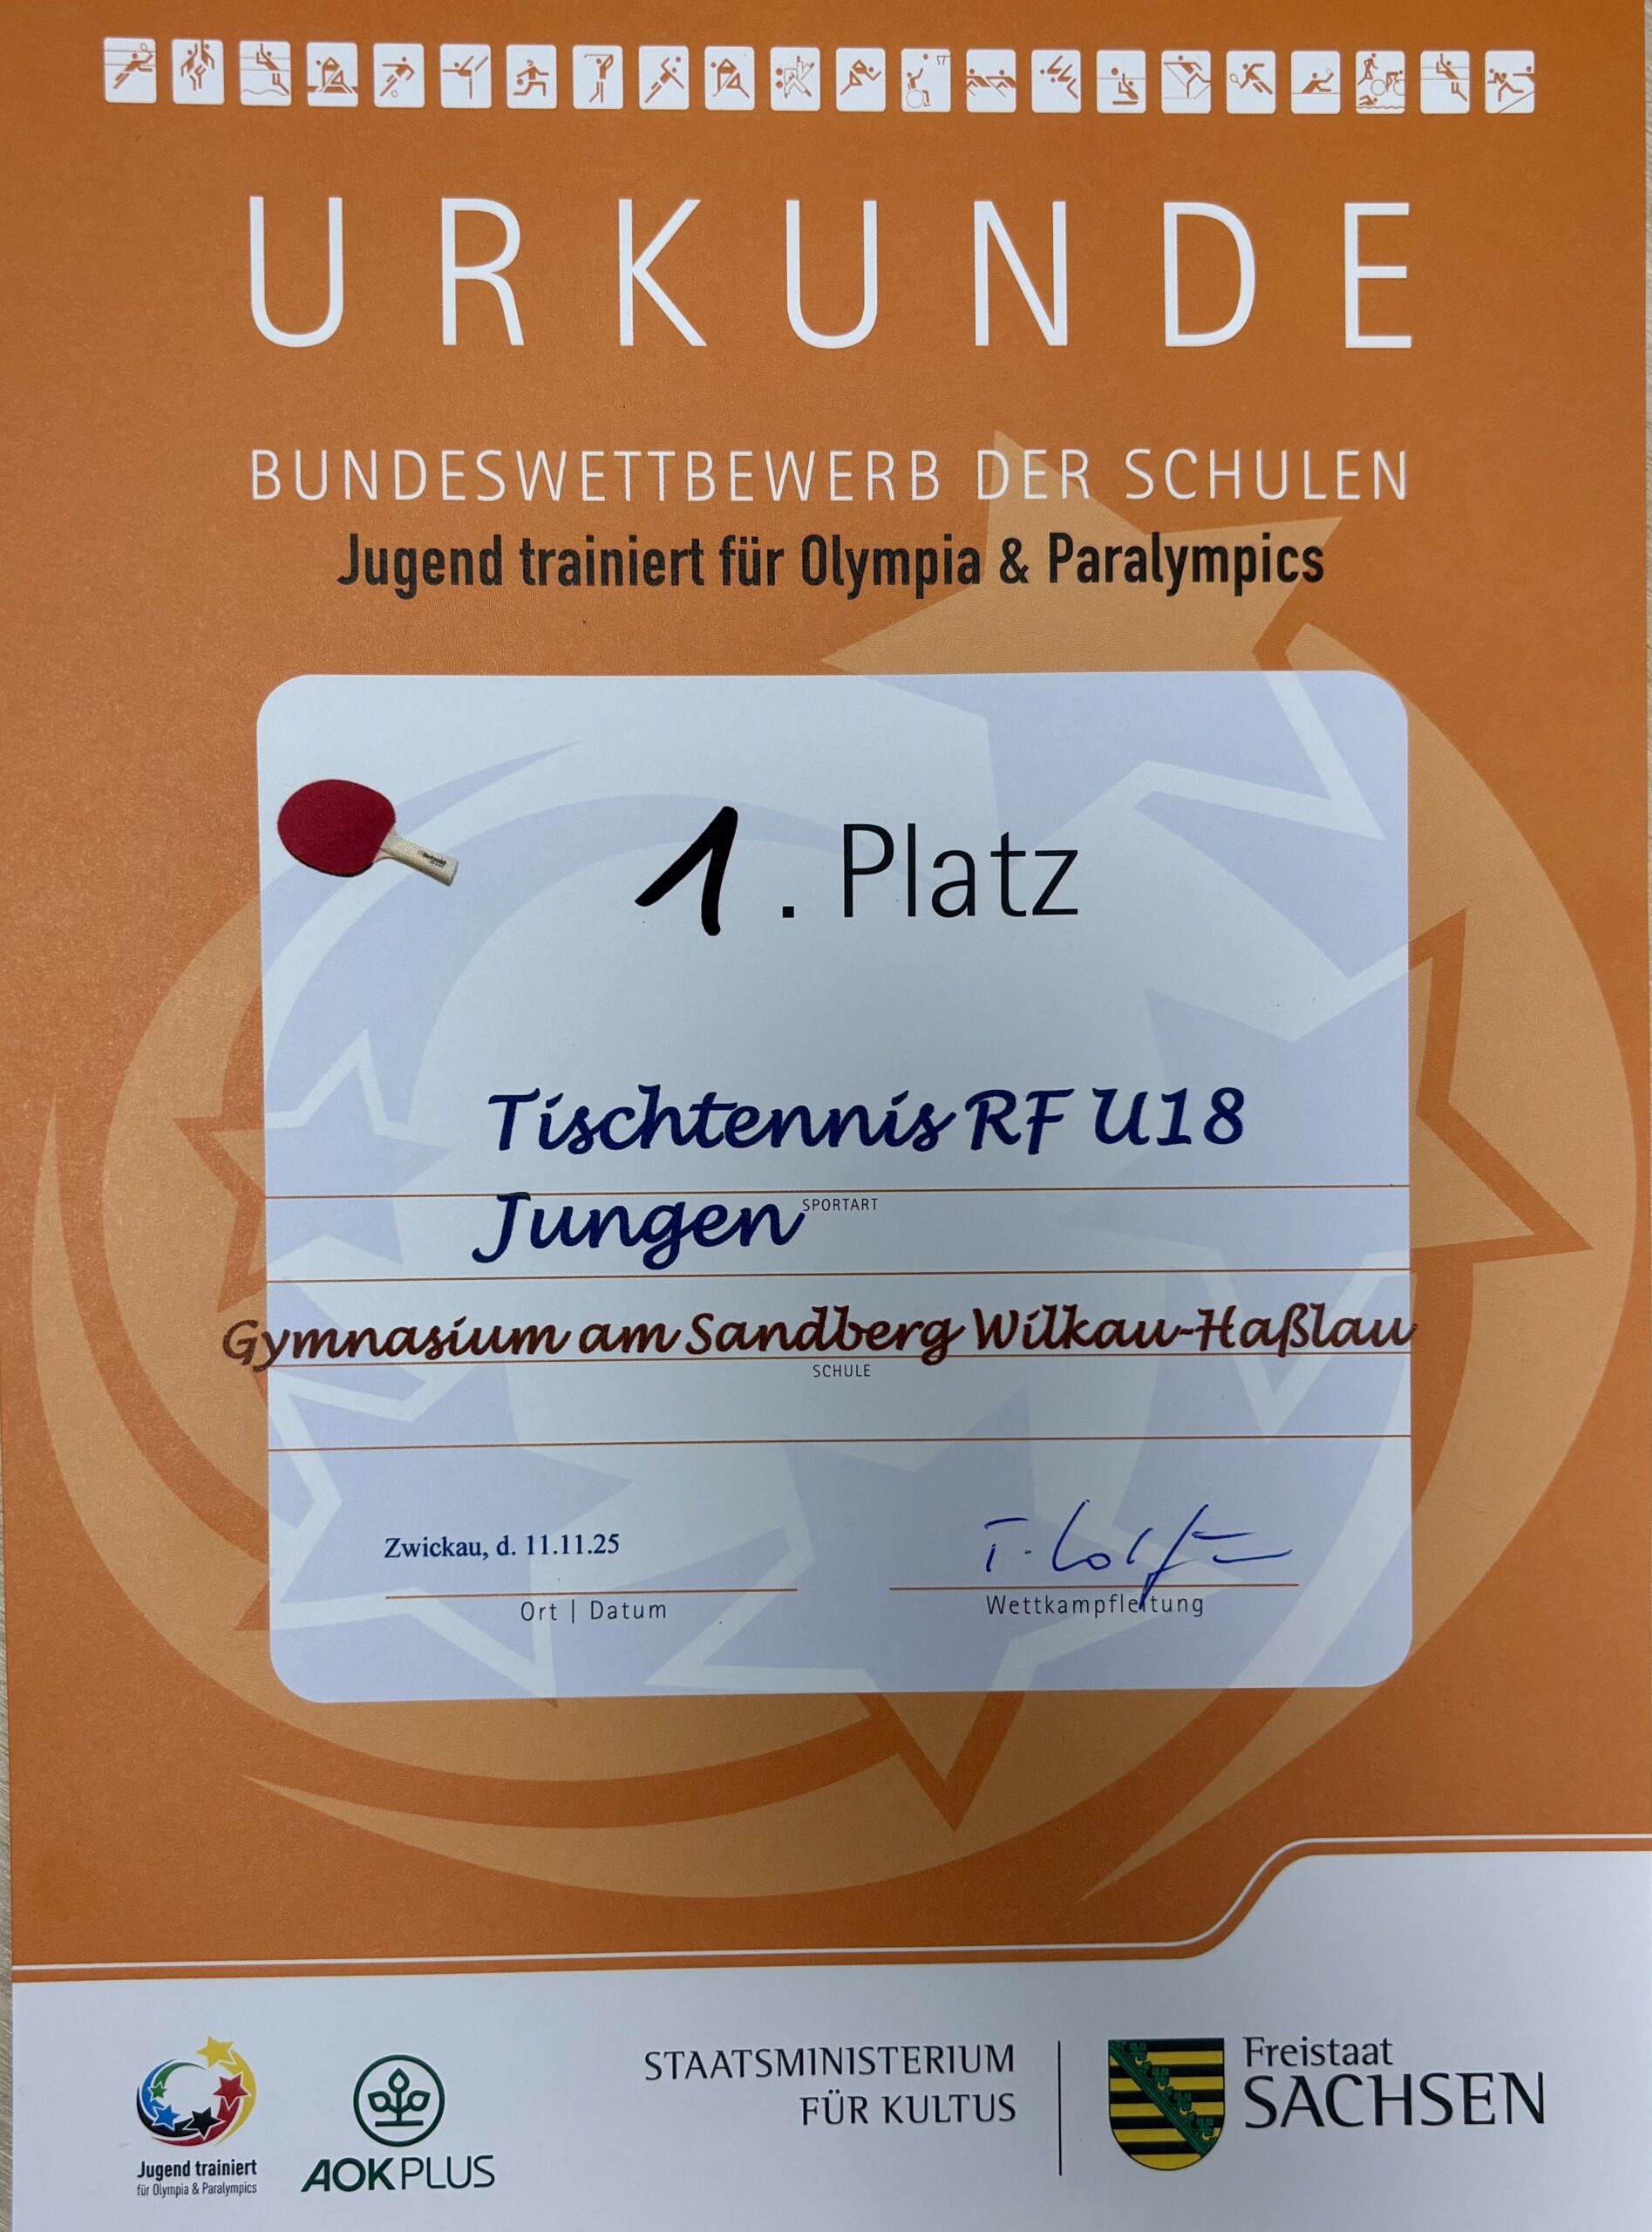 URKUNDE
BUNDESWETTBEWERB DER SCHULEN
Jugend trainiert für Olympia & Paralympics
1. Platz
Tischtennis RF U18
Jungen
SPORTART
Gymnasium am Sandberg Wilkau-Haßlau
SCHULE
Zwickau, d. 11.11.25
Ort | Datum
Wettkampfleitung
Jugend trainiert
für Olympia & Paralympics
AOK PLUS
STAATSMINISTERIUM
FÜR KULTUS
Freistaat
SACHSEN